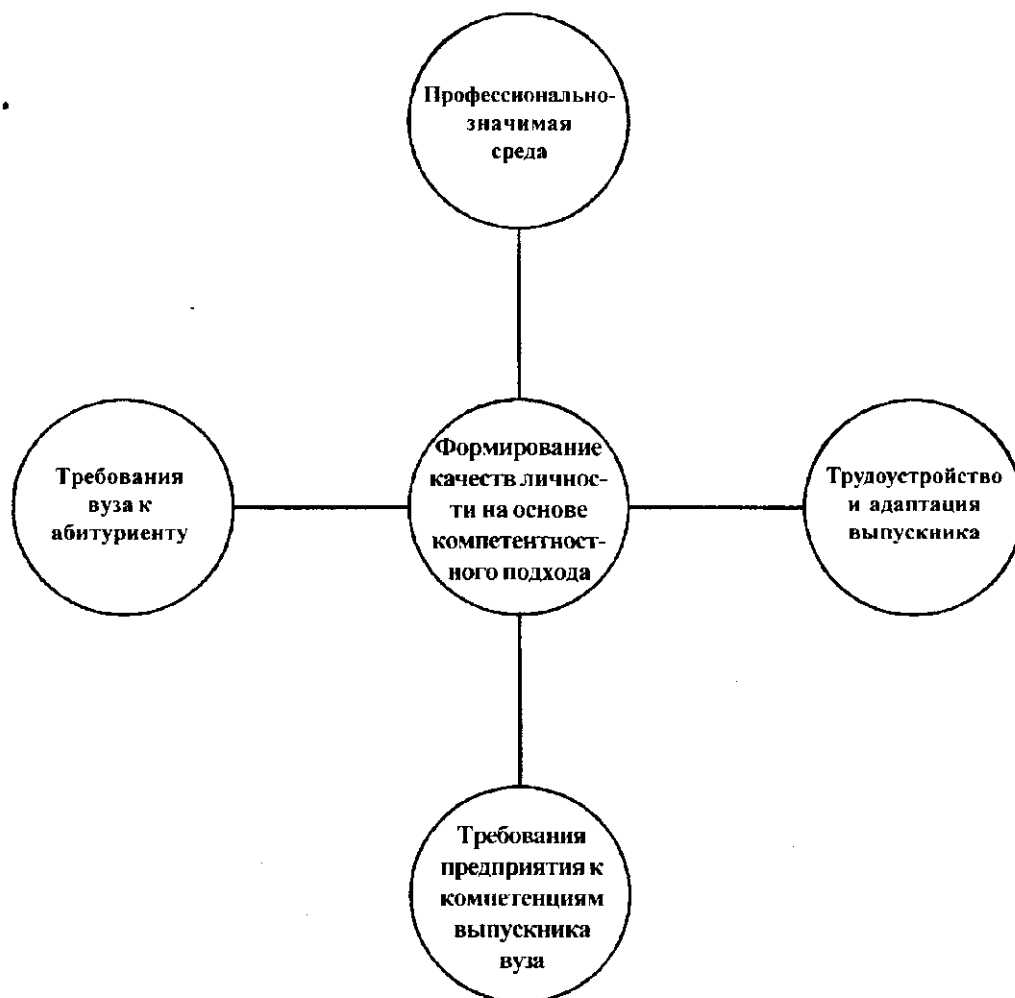 Профессионально-
значимая
среда
Требования
вуза к
абитуриенту
Формирование
качеств личнос-
ти на основе
компетентност-
ного подхода
Трудоустройство
и адаптация
выпускника
Требования
предприятия к
компетенциям
выпускника
вуза